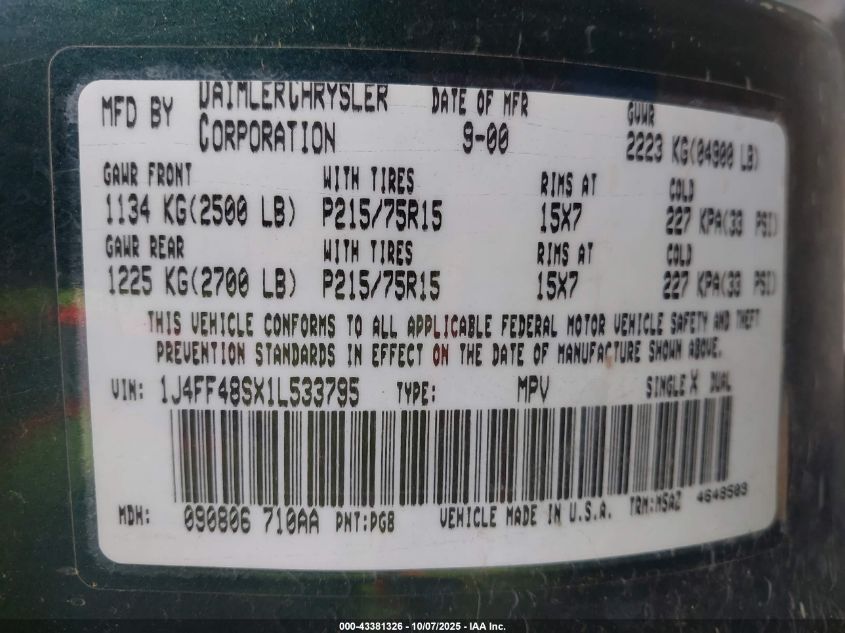 MFD BY DAIMLERCHRYSLER CORPORATION DATE OF MFR 9-00 GVWR 2223 KG(04900 LB)
GAWR FRONT WITH TIRES RIMS AT COLD
1134 KG(2500 LB) P215/75R15 15X7 227 KPA(33 PSI)
GAWR REAR WITH TIRES RIMS AT COLD
1225 KG(2700 LB) P215/75R15 15X7 227 KPA(33 PSI)
THIS VEHICLE CONFORMS TO ALL APPLICABLE FEDERAL MOTOR VEHICLE SAFETY AND THEFT
PREVENTION STANDARDS IN EFFECT ON THE DATE OF MANUFACTURE SHOWN ABOVE.
VIN: 1J4FF48SX1L533795 TYPE: MPV SINGLE X DUAL
MDH: 090806 710AA PNT:PG8 VEHICLE MADE IN U.S.A. TRM:M5AZ 4648503
000-43381326 - 10/07/2025 - IAA Inc.